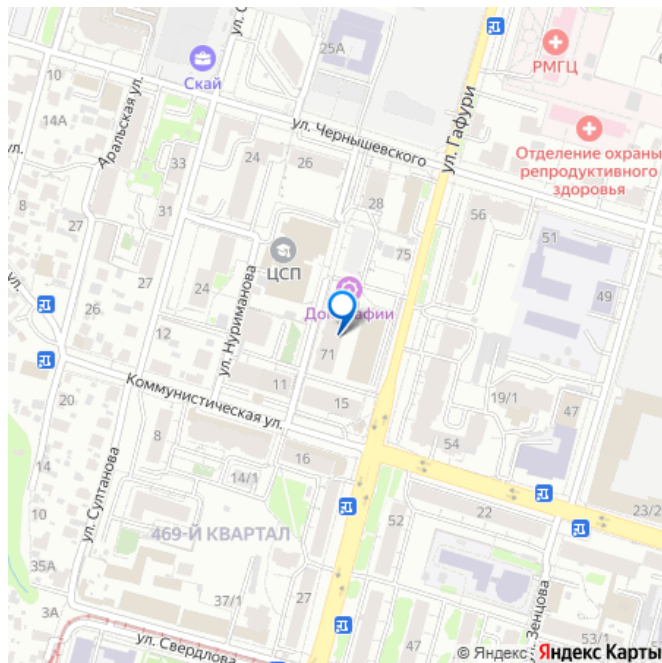 25А
РМГЦ
10
Скай
14А
Аральская ул.
ул. Чернышевского
ул. Гафури
Отделение охраны
репродуктивного
здоровья
ул.
33
24
26
8
31
28
56
27
51
ЦСП
75
27
24
49
26
ул. Нуриманова
12
71
11
Коммунистическая ул.
15
19/1
47
20
8
54
14
16
14/1
ул. Султанова
10
22
23/2
52
469-Й КВАРТАЛ
35А
3А
37/1
27
ул. Свердлова
47
Зенцова
53/1
© Яндекс
Яндекс Карты